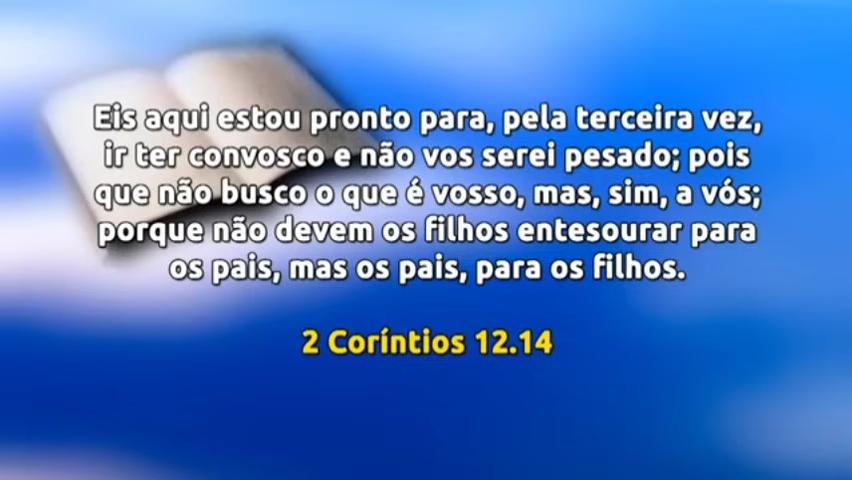 Eis aqui estou pronto para, pela terceira vez,
ir ter convosco e não vos serei pesado; pois
que não busco o que é vosso, mas, sim, a vós;
porque não devem os filhos entesourar para
os pais, mas os pais, para os filhos.
2 Coríntios 12.14